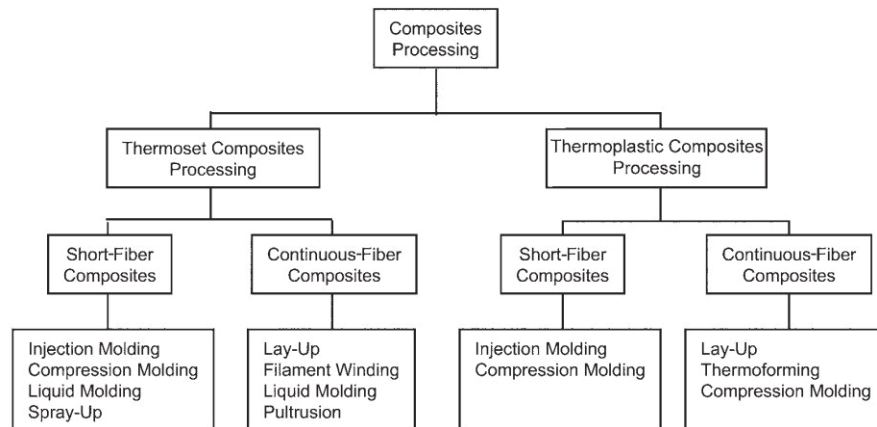 Composites
Processing
Thermoset Composites
Processing
Thermoplastic Composites
Processing
Short-Fiber
Composites
Continuous-Fiber
Composites
Short-Fiber
Composites
Continuous-Fiber
Composites
Injection Molding
Compression Molding
Liquid Molding
Spray-Up
Lay-Up
Filament Winding
Liquid Molding
Pultrusion
Injection Molding
Compression Molding
Lay-Up
Thermoforming
Compression Molding